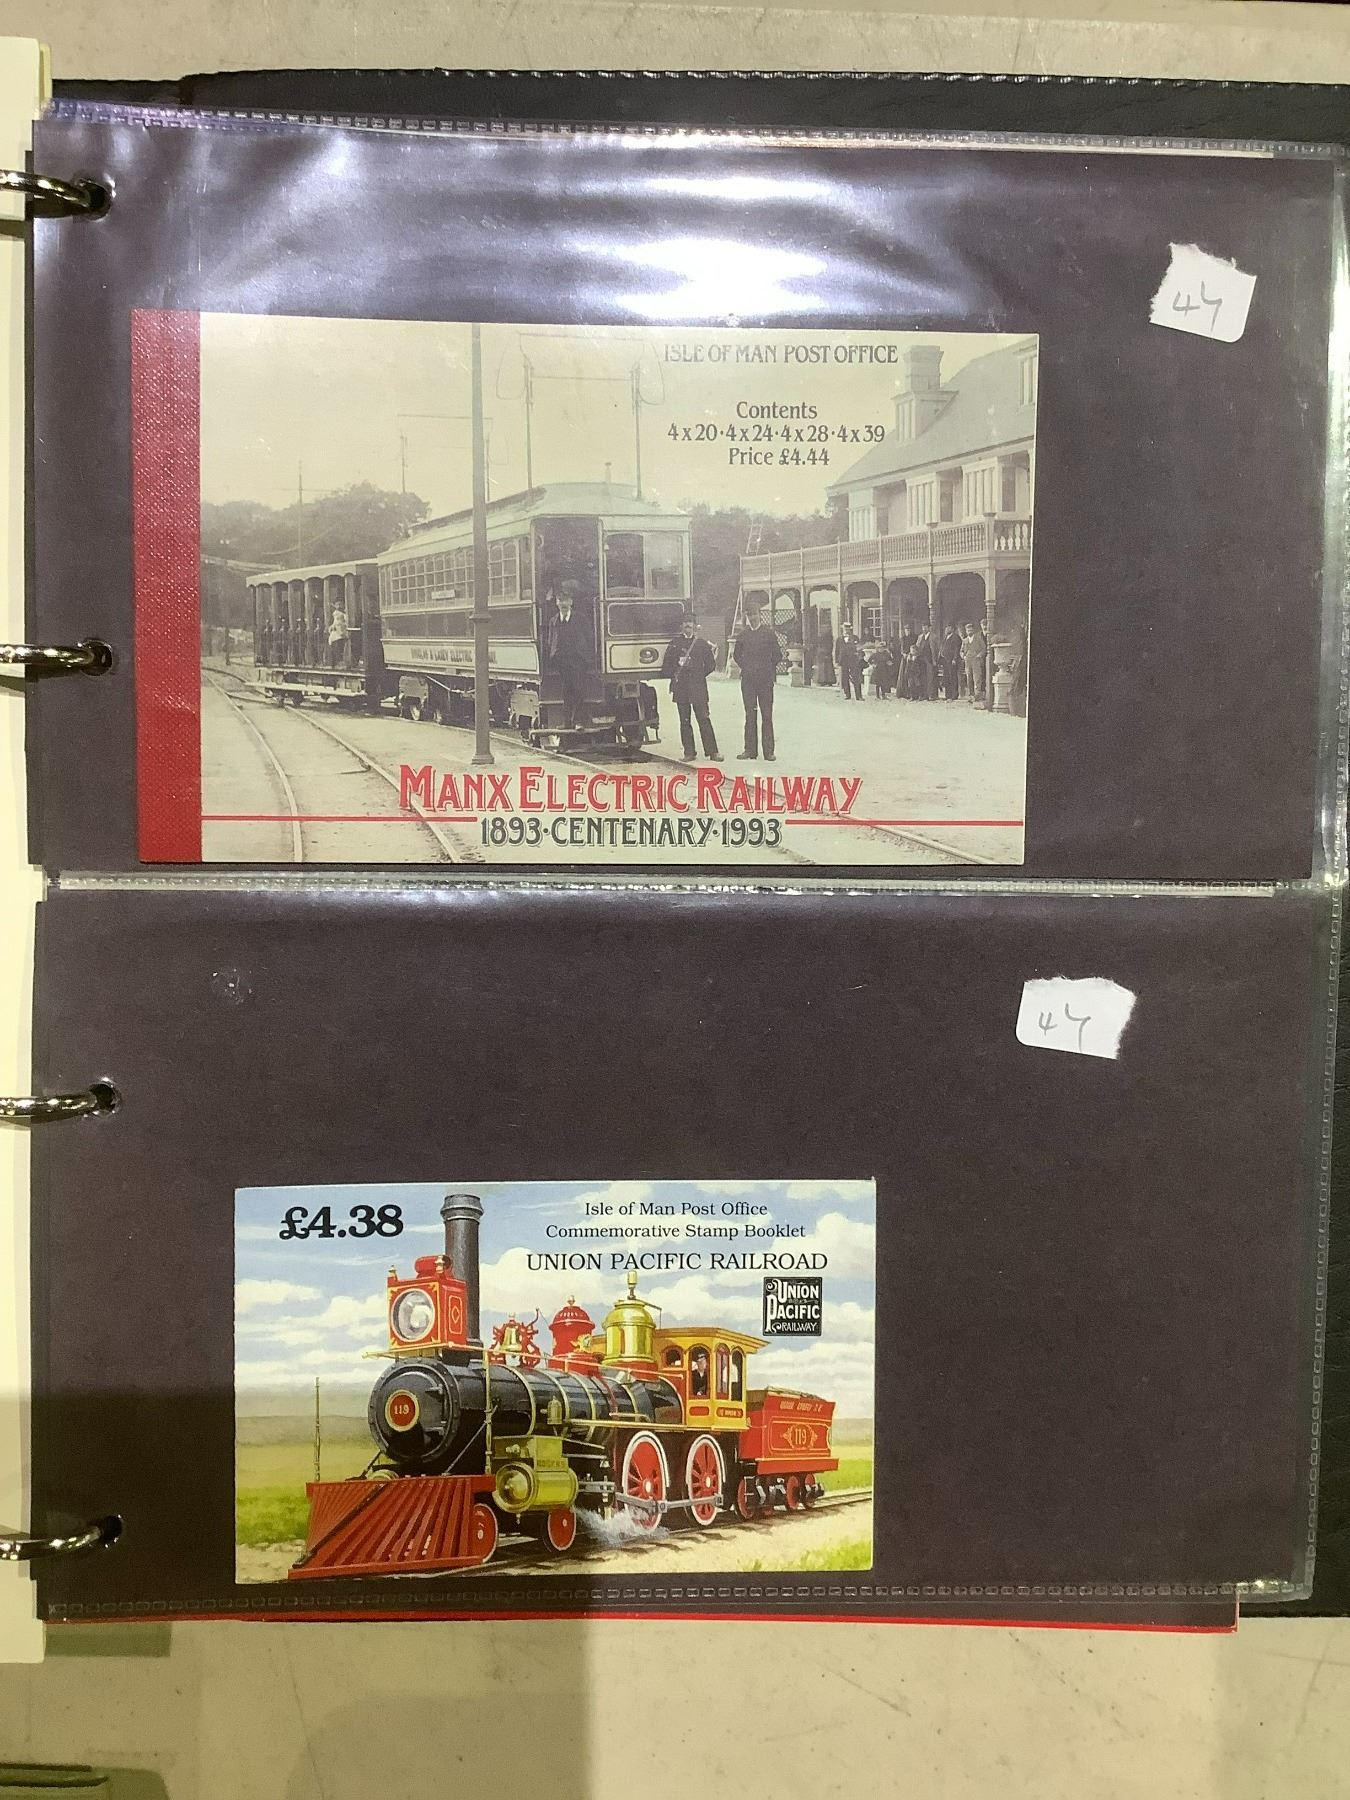 ISLE OF MAN POST OFFICE
Contents
4 x 20·4 x 24·4 x 28·4 x 39
Price £4.44
9
MANX ELECTRIC RAILWAY
1893·CENTENARY·1993
£4.38
Isle of Man Post Office
Commemorative Stamp Booklet
UNION PACIFIC RAILROAD
UNION
PACIFIC
RAILWAY
119
119